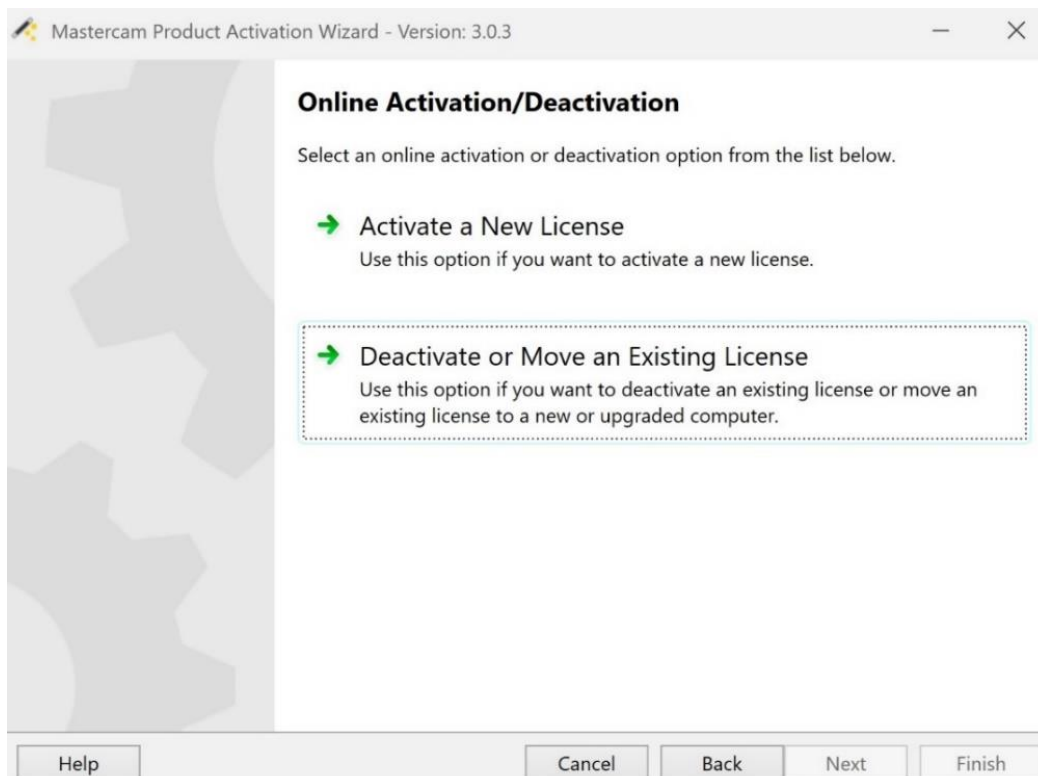 Mastercam Product Activation Wizard - Version: 3.0.3
Online Activation/Deactivation
Select an online activation or deactivation option from the list below.
Activate a New License
Use this option if you want to activate a new license.
Deactivate or Move an Existing License
Use this option if you want to deactivate an existing license or move an
existing license to a new or upgraded computer.
Help Cancel Back Next Finish